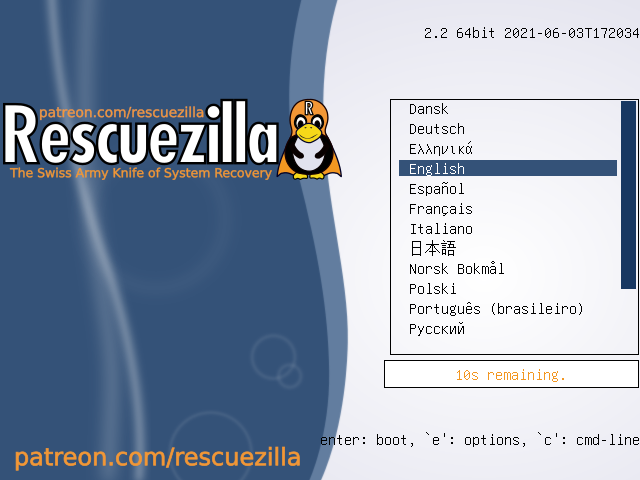 2.2 64bit 2021-06-03T172034
patreon.com/rescuezilla
R
Rescuezilla
The Swiss Army Knife of System Recovery
Dansk
Deutsch
Ελληνικά
English
Español
Français
Italiano
日本語
Norsk Bokmål
Polski
Português (brasileiro)
Русский
10s remaining.
enter: boot, `e': options, `c': cmd-line
patreon.com/rescuezilla